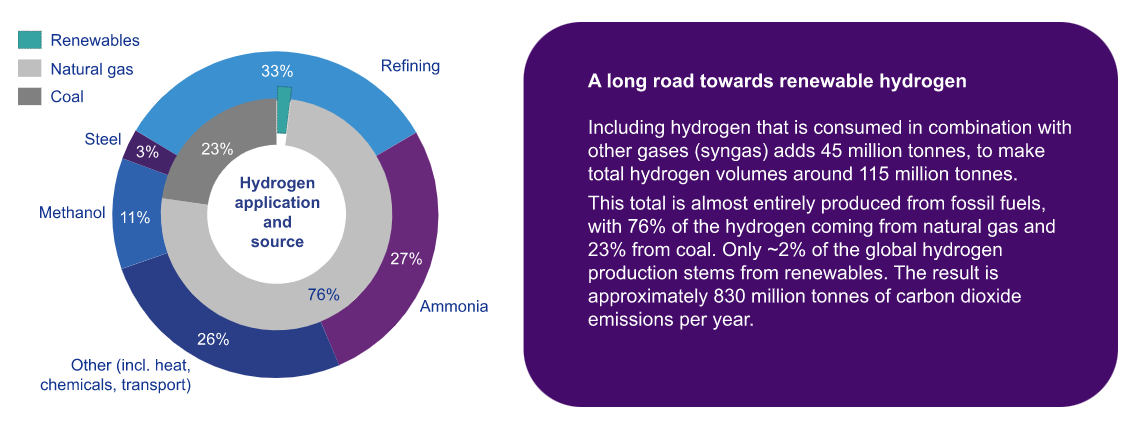 Renewables
Natural gas
Coal
33%
Refining
Steel
3%
23%
Hydrogen
application
and
source
Methanol
11%
27%
76%
Ammonia
26%
Other (incl. heat,
chemicals, transport)
A long road towards renewable hydrogen
Including hydrogen that is consumed in combination with
other gases (syngas) adds 45 million tonnes, to make
total hydrogen volumes around 115 million tonnes.
This total is almost entirely produced from fossil fuels,
with 76% of the hydrogen coming from natural gas and
23% from coal. Only ~2% of the global hydrogen
production stems from renewables. The result is
approximately 830 million tonnes of carbon dioxide
emissions per year.